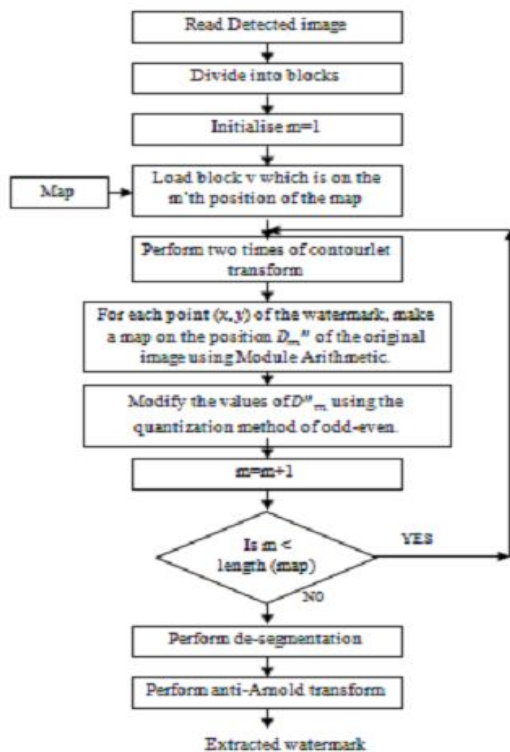 Read Detected image
Divide into blocks
Initialise m=1
Map
Load block v which is on the
m'th position of the map
Perform two times of contourlet
transform
For each point (x, y) of the watermark, make
a map on the position Dₘⁿ of the original
image using Module Arithmetic.
Modify the values of Dⁿₘ using the
quantization method of odd-even.
m=m+1
Is m <
length (map)
YES
NO
Perform de-segmentation
Perform anti-Arnold transform
Extracted watermark